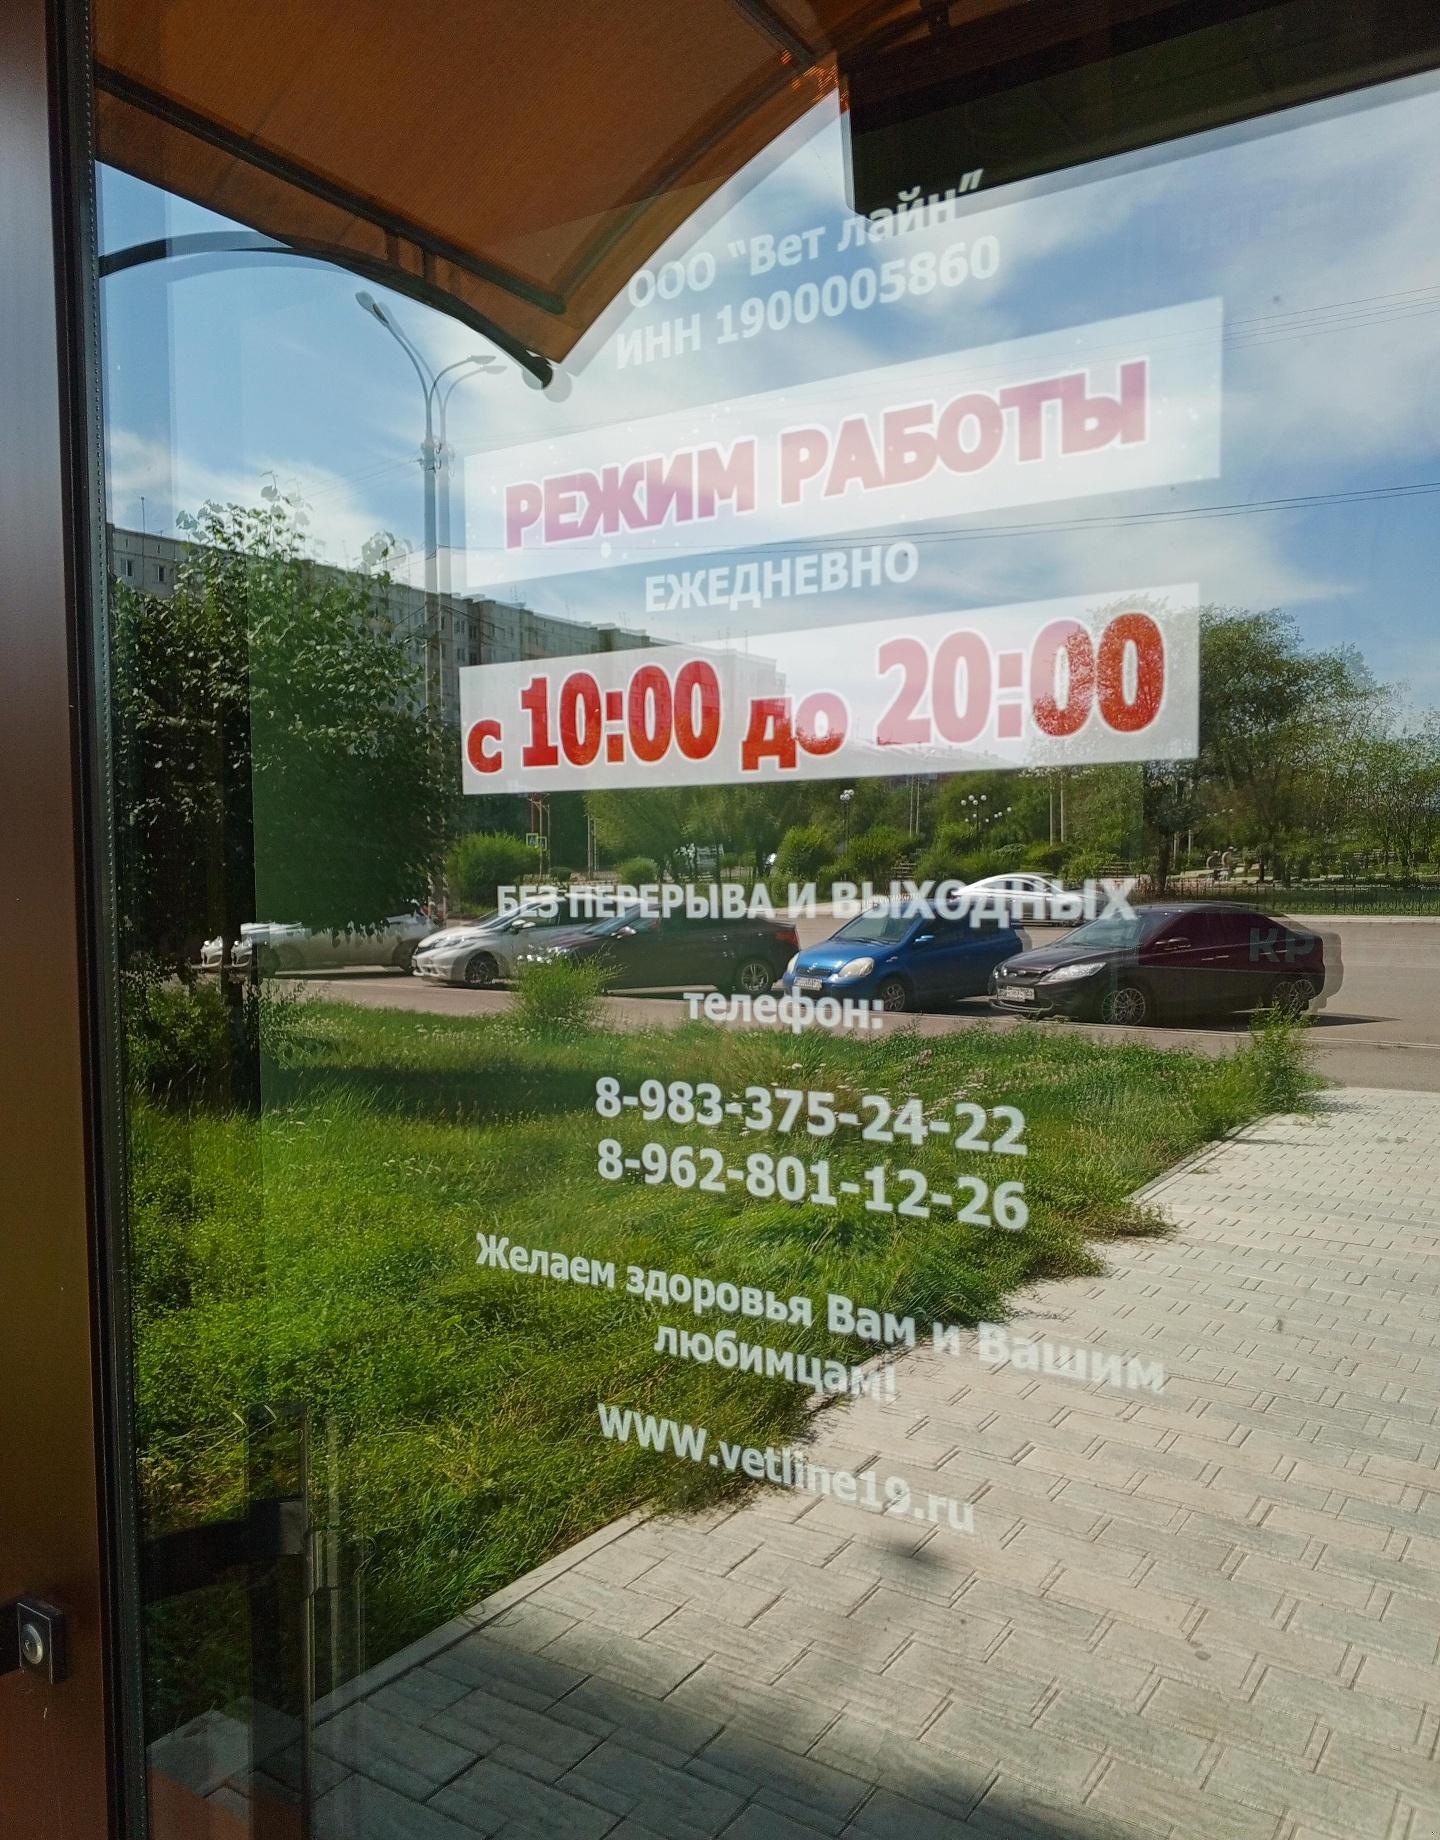 ООО "Вет лайн"
ИНН 1900005860
РЕЖИМ РАБОТЫ
ЕЖЕДНЕВНО
с 10:00 до 20:00
БЕЗ ПЕРЕРЫВА И ВЫХОДНЫХ
телефон:
8-983-375-24-22
8-962-801-12-26
Желаем здоровья Вам и Вашим
любимцам!
www.vetline19.ru